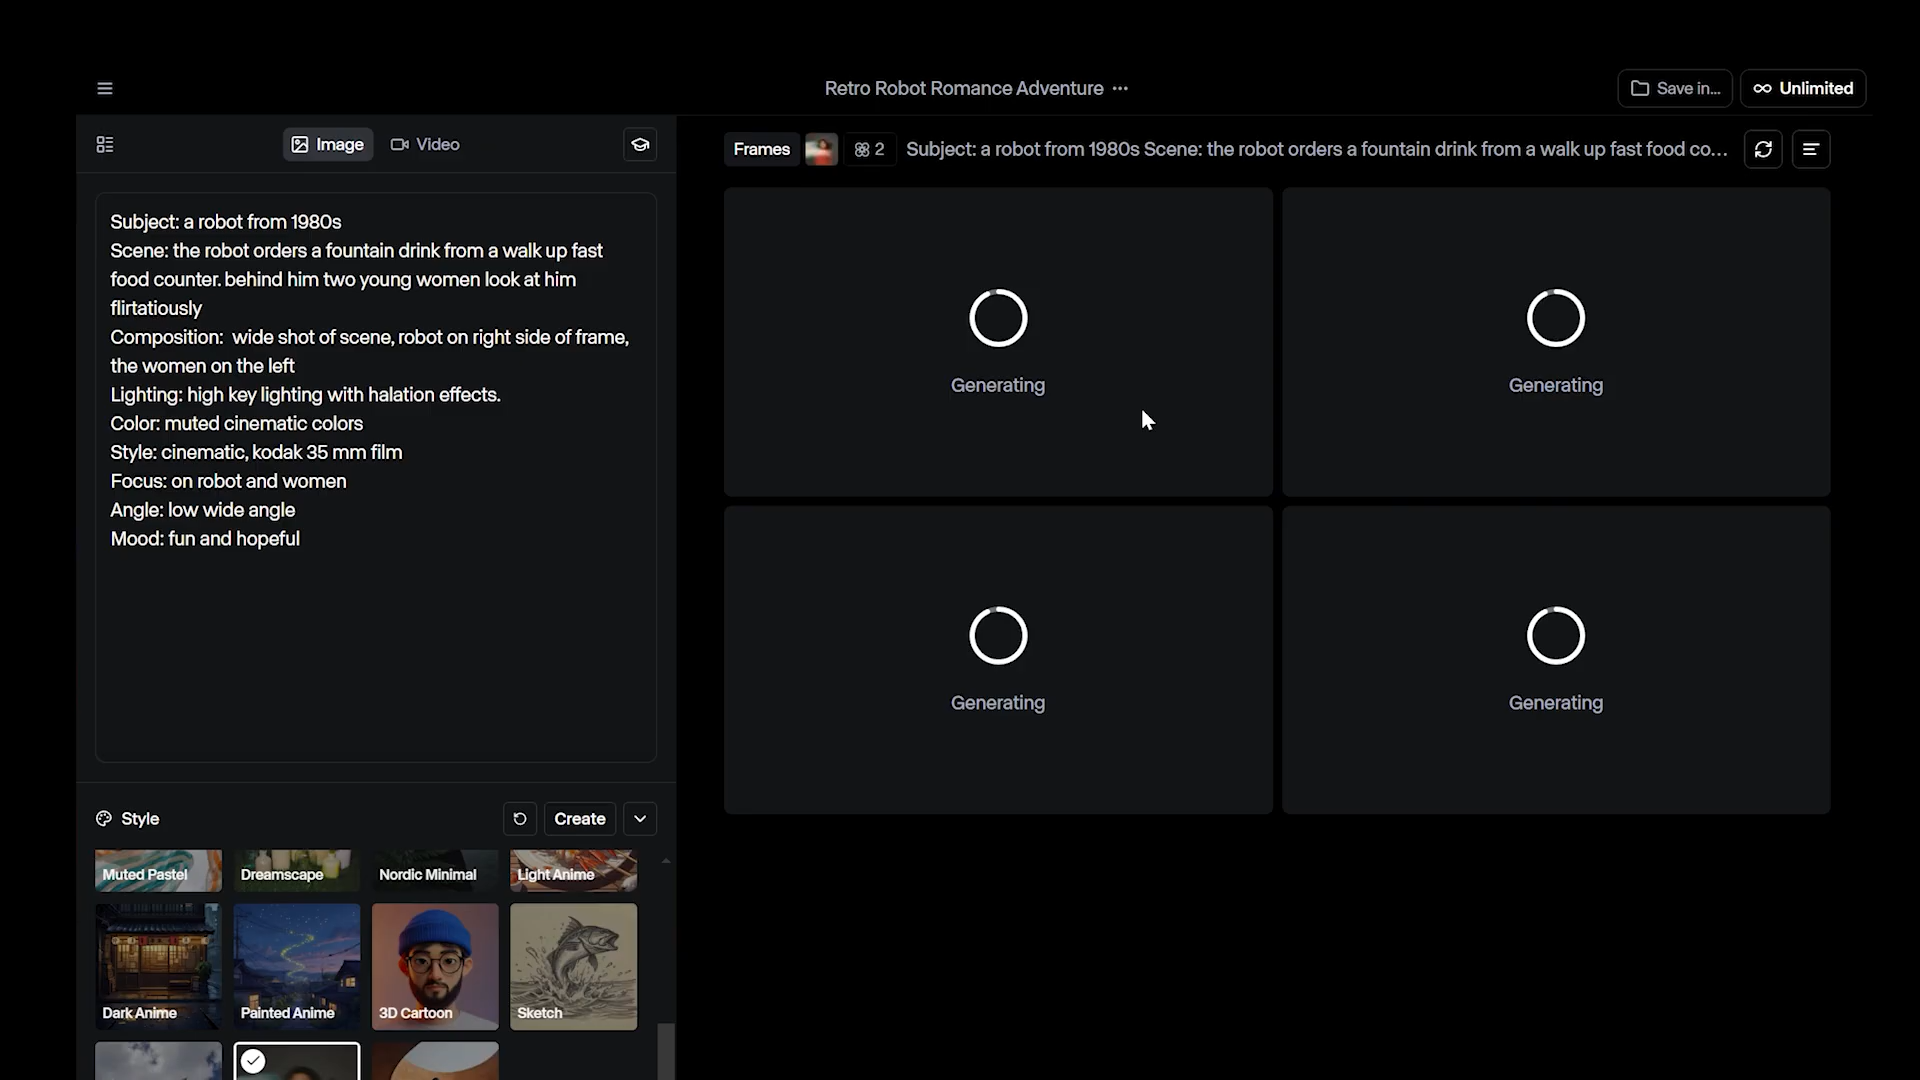 Retro Robot Romance Adventure ...
Save in...
Unlimited
Image
Video
Subject: a robot from 1980s
Scene: the robot orders a fountain drink from a walk up fast
food counter. behind him two young women look at him
flirtatiously
Composition:  wide shot of scene, robot on right side of frame,
the women on the left
Lighting: high key lighting with halation effects.
Color: muted cinematic colors
Style: cinematic, kodak 35 mm film
Focus: on robot and women
Angle: low wide angle
Mood: fun and hopeful
Style
Create
Muted Pastel
Dreamscape
Nordic Minimal
Light Anime
Dark Anime
Painted Anime
3D Cartoon
Sketch
Frames
2
Subject: a robot from 1980s Scene: the robot orders a fountain drink from a walk up fast food co...
Generating
Generating
Generating
Generating